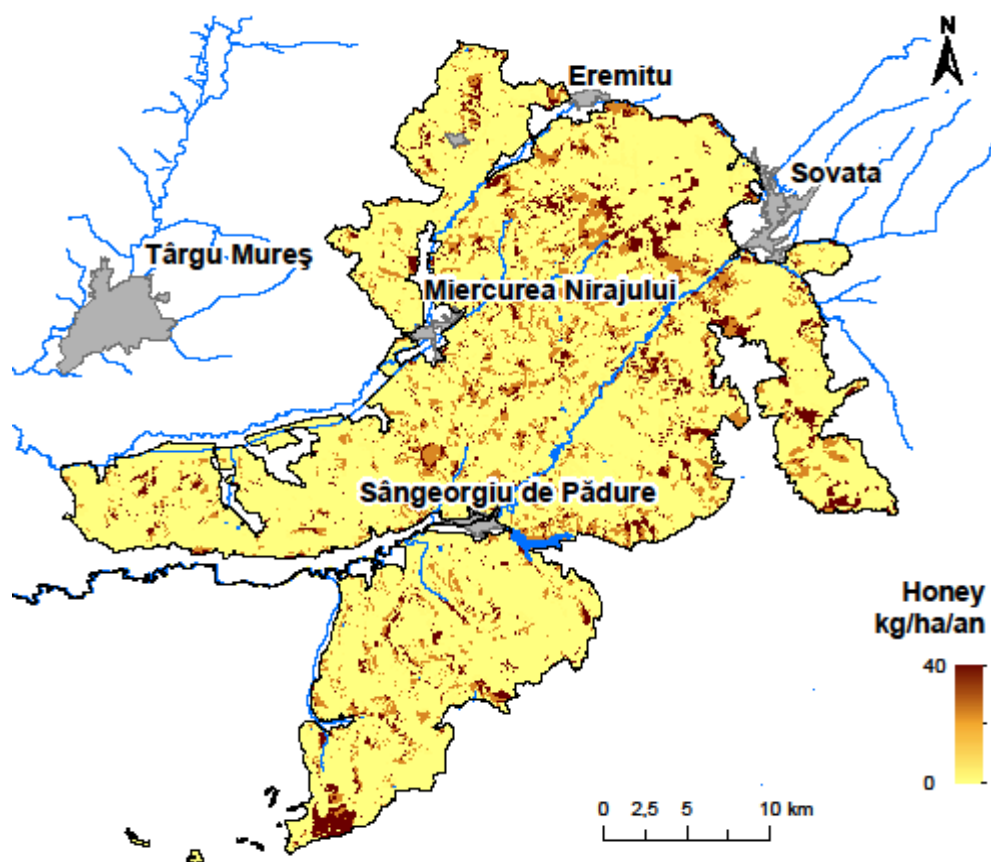 N
Eremitu
Sovata
Târgu Mureş
Miercurea Nirajului
Sângeorgiu de Pădure
Honey
kg/ha/an
40
0
0 2,5 5 10 km